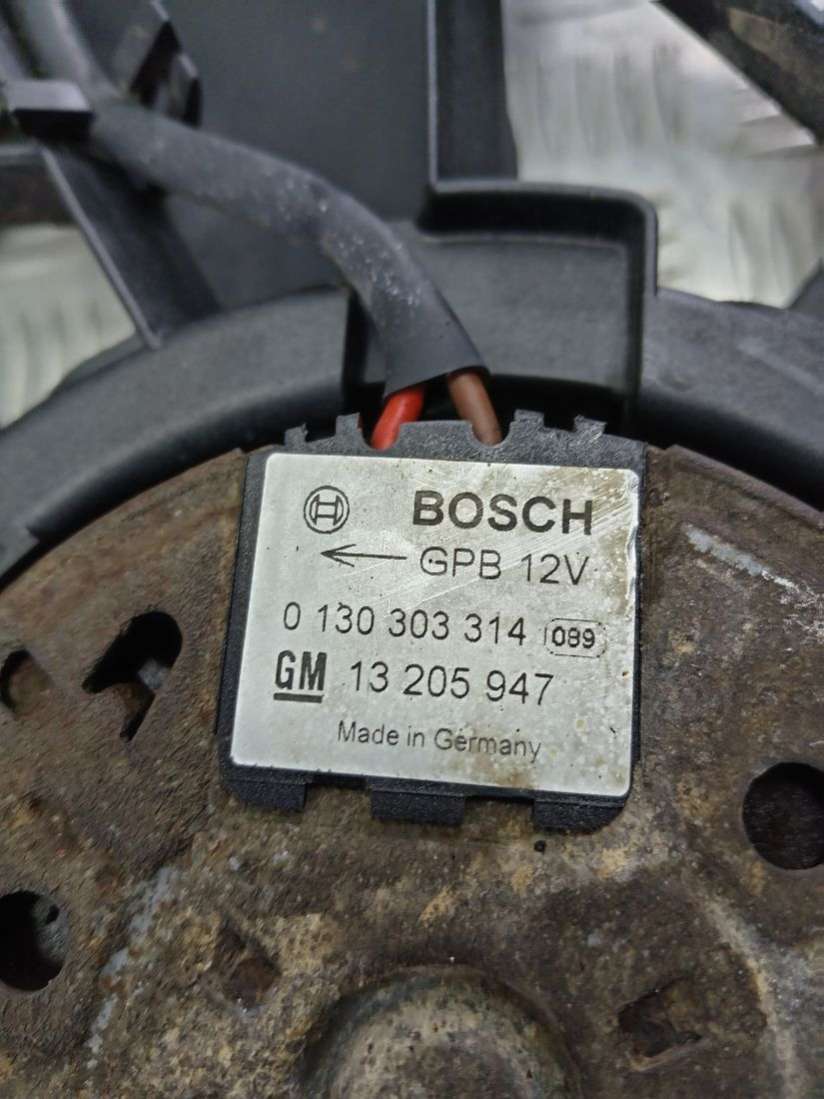 BOSCH
GPB 12V
0 130 303 314 089
GM 13 205 947
Made in Germany